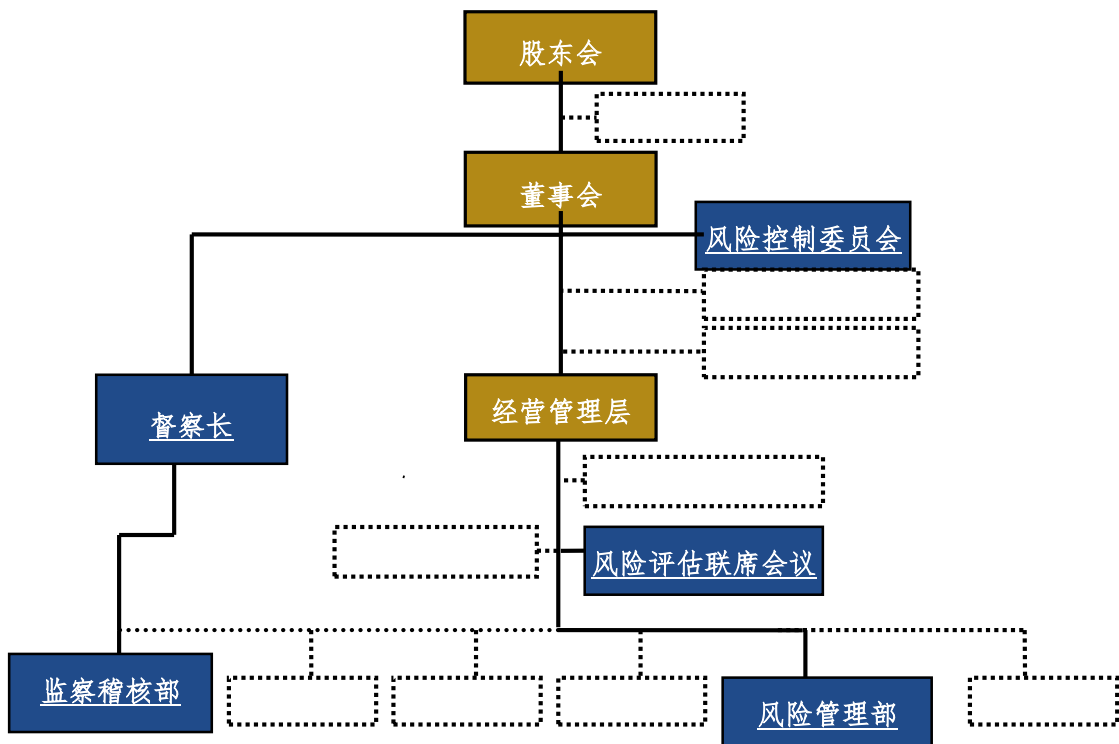 股东会
董事会
风险控制委员会
督察长
经营管理层
风险评估联席会议
监察稽核部
风险管理部